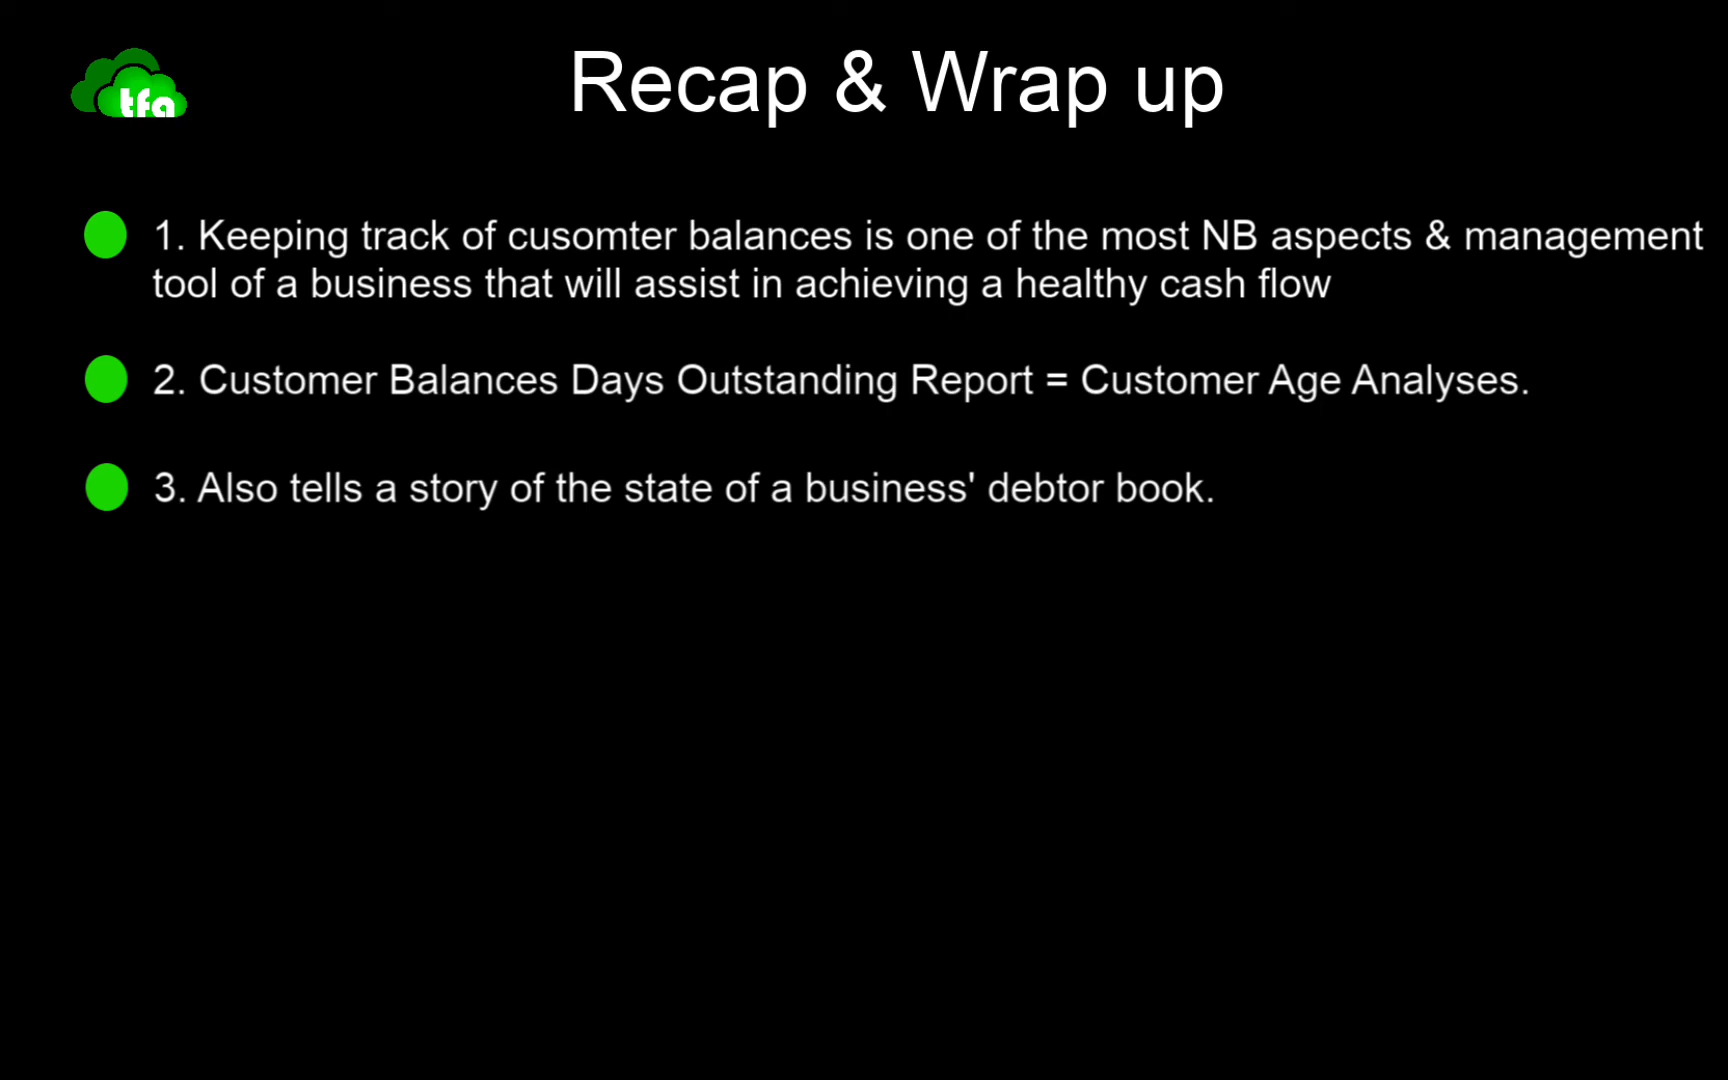 tfa
Recap & Wrap up
1. Keeping track of cusomter balances is one of the most NB aspects & management
tool of a business that will assist in achieving a healthy cash flow
2. Customer Balances Days Outstanding Report = Customer Age Analyses.
3. Also tells a story of the state of a business' debtor book.